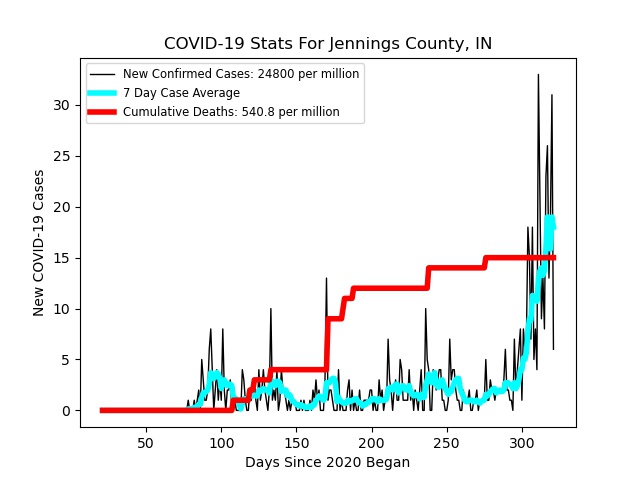 COVID-19 Stats For Jennings County, IN
New Confirmed Cases: 24800 per million
7 Day Case Average
Cumulative Deaths: 540.8 per million
New COVID-19 Cases
30
25
20
15
10
5
0
50 100 150 200 250 300
Days Since 2020 Began